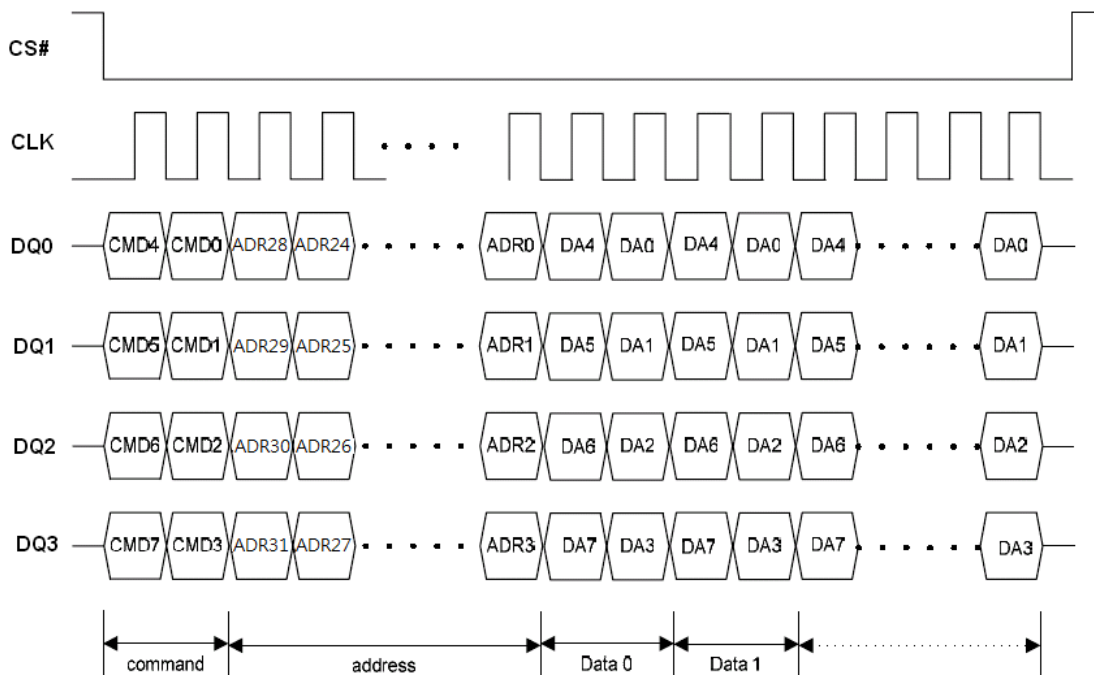 CS#
CLK
DQ0 CMD4 CMD0 ADR28 ADR24 ADR0 DA4 DA0 DA4 DA0 DA4 DA0
DQ1 CMD5 CMD1 ADR29 ADR25 ADR1 DA5 DA1 DA5 DA1 DA5 DA1
DQ2 CMD6 CMD2 ADR30 ADR26 ADR2 DA6 DA2 DA6 DA2 DA6 DA2
DQ3 CMD7 CMD3 ADR31 ADR27 ADR3 DA7 DA3 DA7 DA3 DA7 DA3
command address Data 0 Data 1